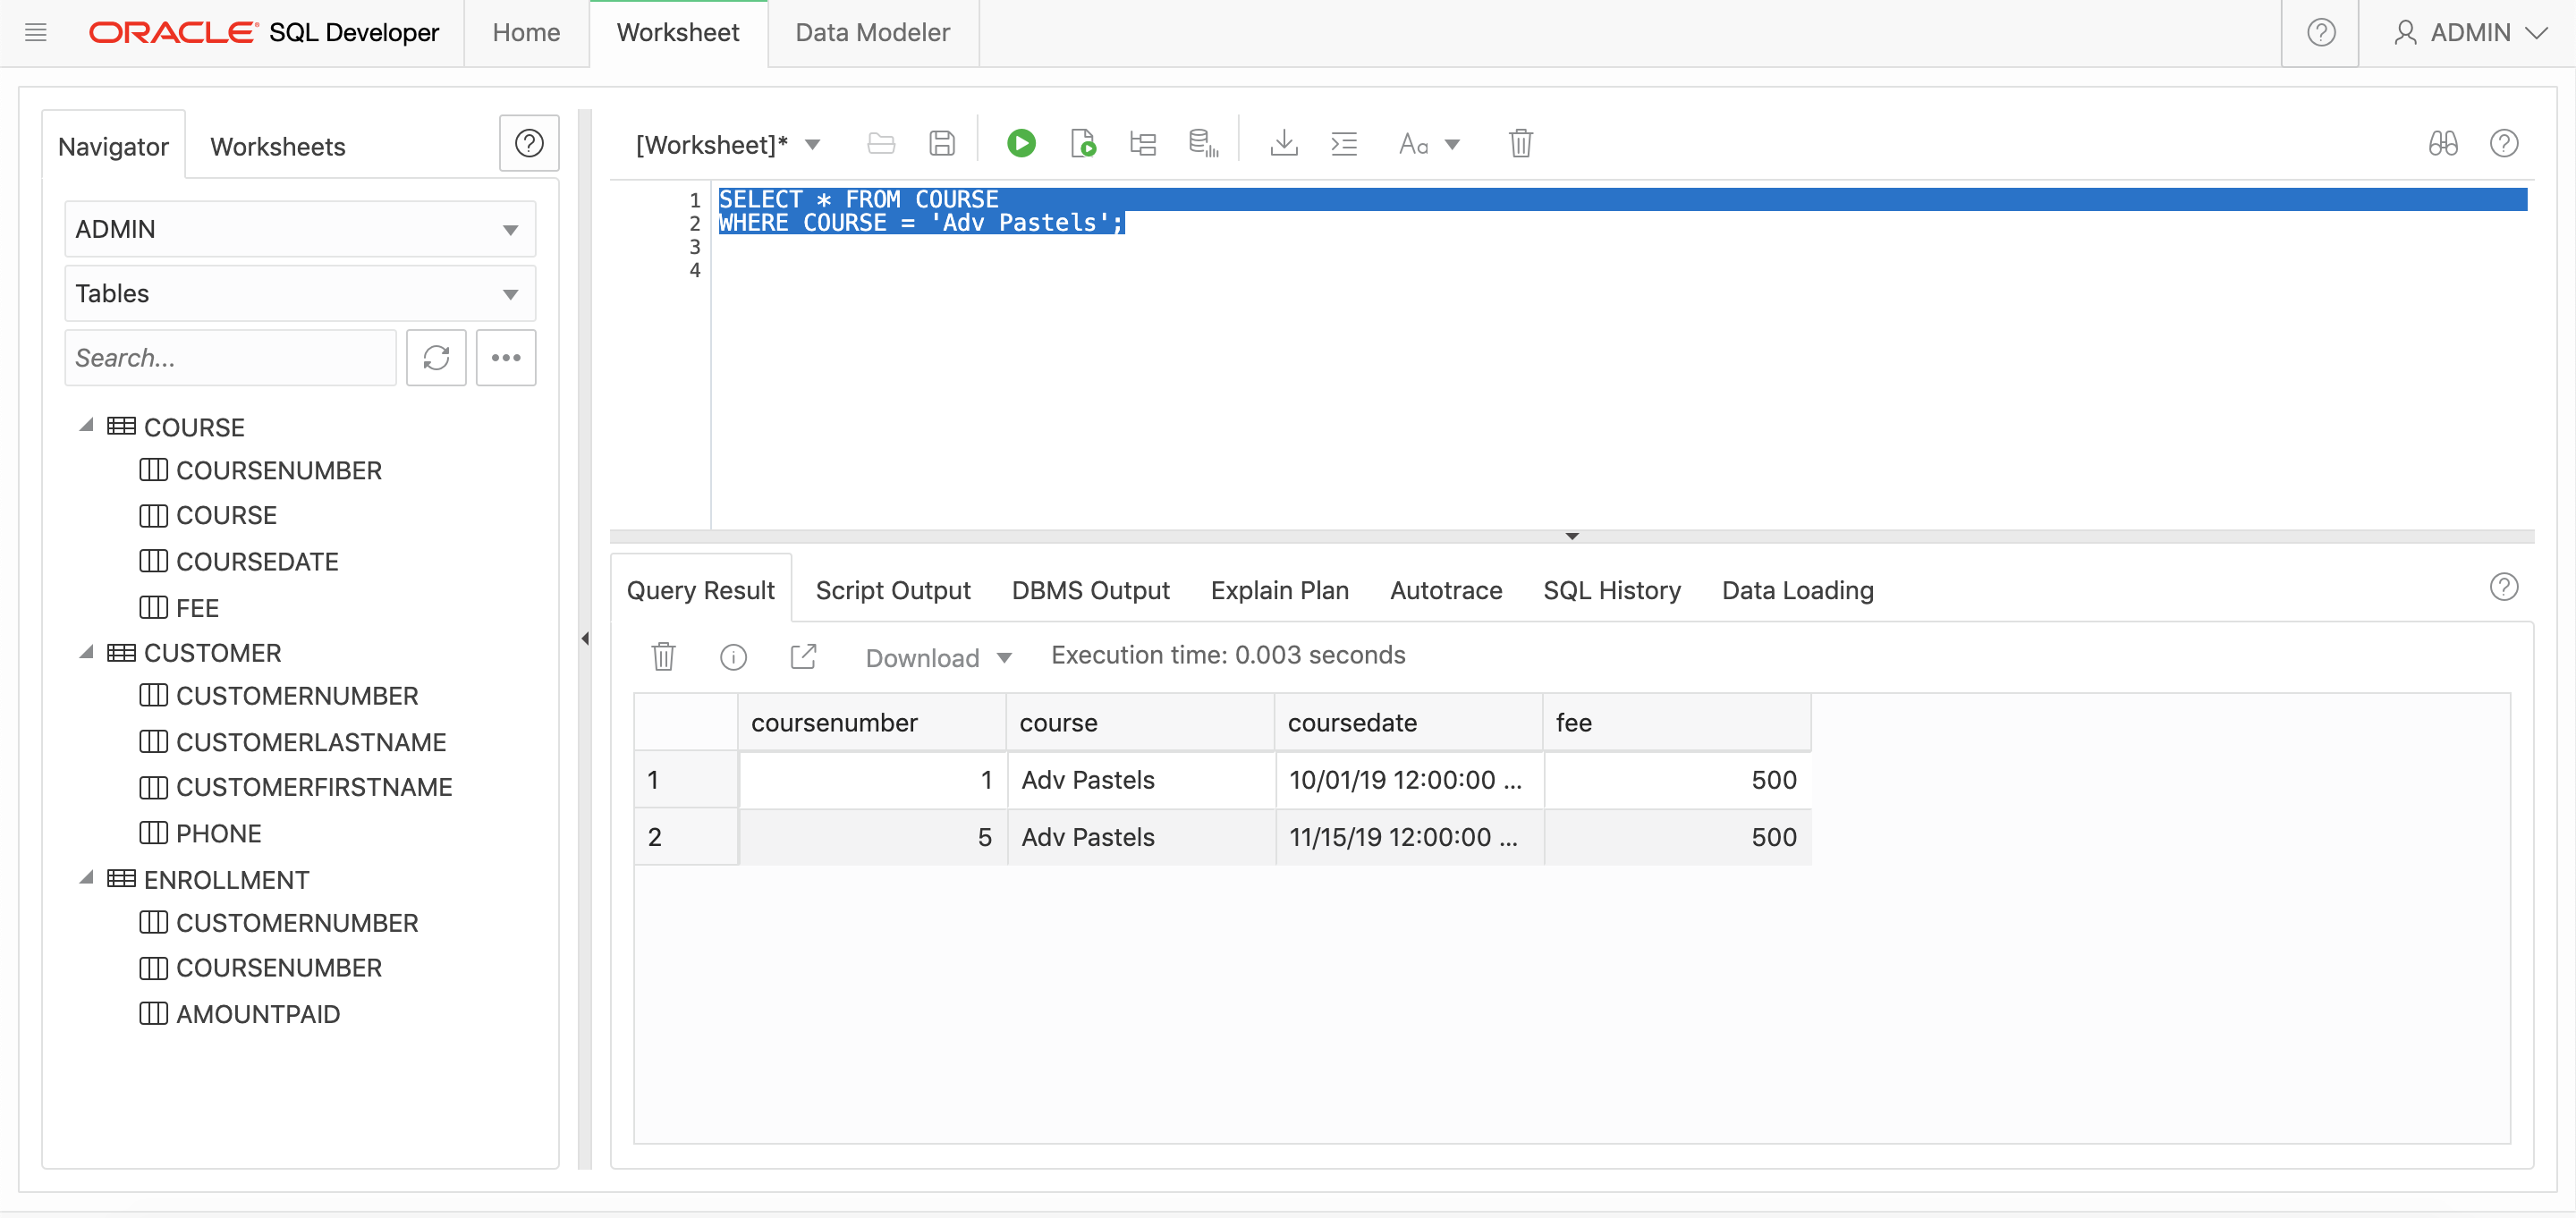 ORACLE SQL Developer Home Worksheet Data Modeler ADMIN
Navigator Worksheets
ADMIN
Tables
Search...
COURSE
COURSENUMBER
COURSE
COURSEDATE
FEE
CUSTOMER
CUSTOMERNUMBER
CUSTOMERLASTNAME
CUSTOMERFIRSTNAME
PHONE
ENROLLMENT
CUSTOMERNUMBER
COURSENUMBER
AMOUNTPAID
[Worksheet]* Aa
1 SELECT * FROM COURSE
2 WHERE COURSE = 'Adv Pastels';
3
4
Query Result Script Output DBMS Output Explain Plan Autotrace SQL History Data Loading
Download Execution time: 0.003 seconds
coursenumber course coursedate fee
1 1 Adv Pastels 10/01/19 12:00:00 ... 500
2 5 Adv Pastels 11/15/19 12:00:00 ... 500